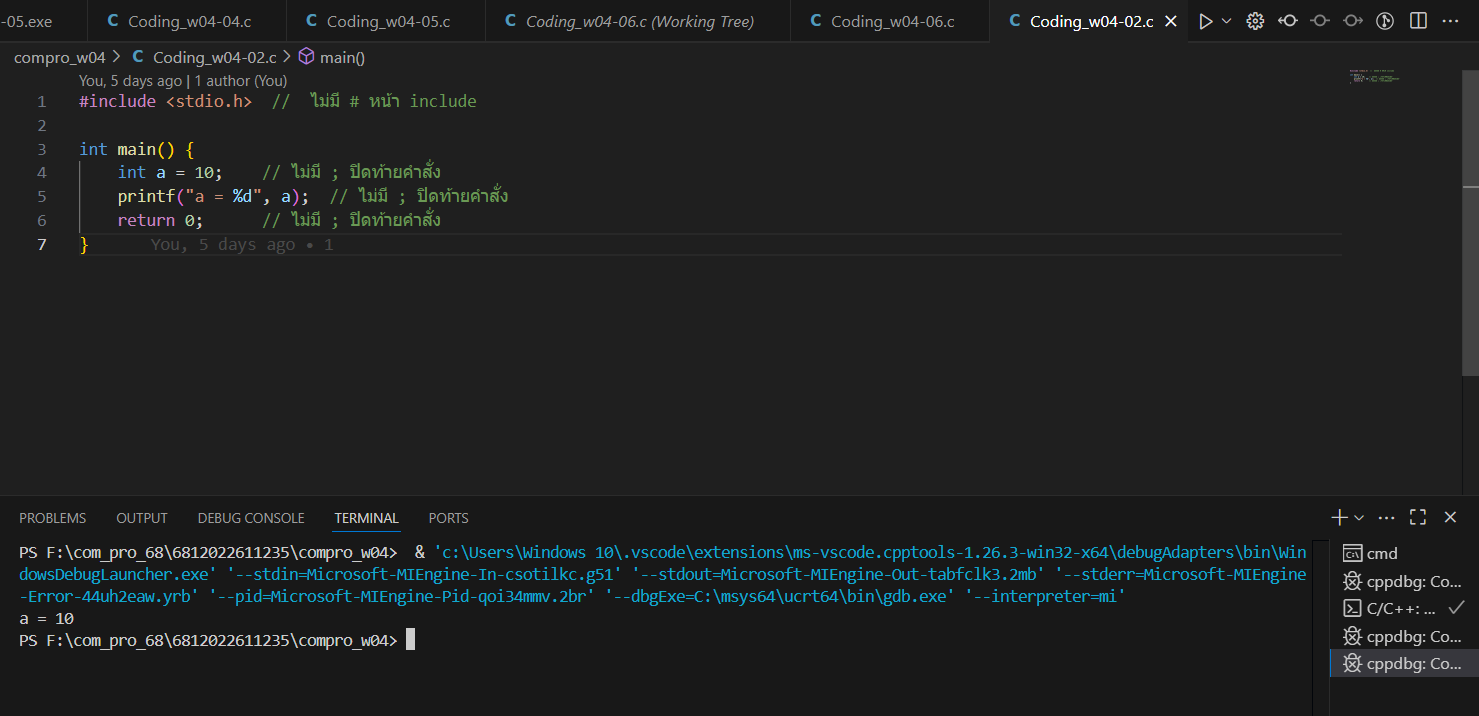 -05.exe
C Coding_w04-04.c
C Coding_w04-05.c
C Coding_w04-06.c (Working Tree)
C Coding_w04-06.c
C Coding_w04-02.c
compro_w04 > C Coding_w04-02.c > main()
You, 5 days ago | 1 author (You)
1 #include <stdio.h>  //  ไม่มี # หน้า include
2
3 int main() {
4     int a = 10;    // ไม่มี ; ปิดท้ายคำสั่ง
5     printf("a = %d", a);  // ไม่มี ; ปิดท้ายคำสั่ง
6     return 0;      // ไม่มี ; ปิดท้ายคำสั่ง
7 }      You, 5 days ago • 1
PROBLEMS OUTPUT DEBUG CONSOLE TERMINAL PORTS
PS F:\com_pro_68\6812022611235\compro_w04>  & 'c:\Users\Windows 10\.vscode\extensions\ms-vscode.cpptools-1.26.3-win32-x64\debugAdapters\bin\Win
dowsDebugLauncher.exe' '--stdin=Microsoft-MIEngine-In-csotilkc.g51' '--stdout=Microsoft-MIEngine-Out-tabfclk3.2mb' '--stderr=Microsoft-MIEngine
-Error-44uh2eaw.yrb' '--pid=Microsoft-MIEngine-Pid-qoi34mmv.2br' '--dbgExe=C:\msys64\ucrt64\bin\gdb.exe' '--interpreter=mi'
a = 10
PS F:\com_pro_68\6812022611235\compro_w04>
cmd
cppdbg: Co...
C/C++: ...
cppdbg: Co...
cppdbg: Co...